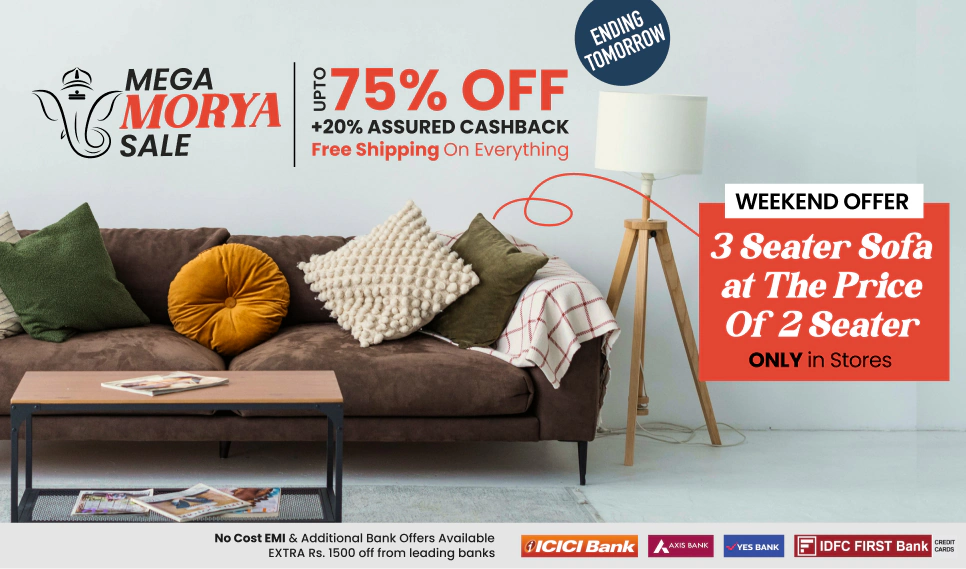 ENDING
TOMORROW
MEGA
MORYA
SALE
UPTO
75% OFF
+20% ASSURED CASHBACK
Free Shipping On Everything
WEEKEND OFFER
3 Seater Sofa
at The Price
Of 2 Seater
ONLY in Stores
No Cost EMI & Additional Bank Offers Available
EXTRA Rs. 1500 off from leading banks
ICICI Bank
AXIS BANK
YES BANK
IDFC FIRST Bank
CREDIT
CARDS